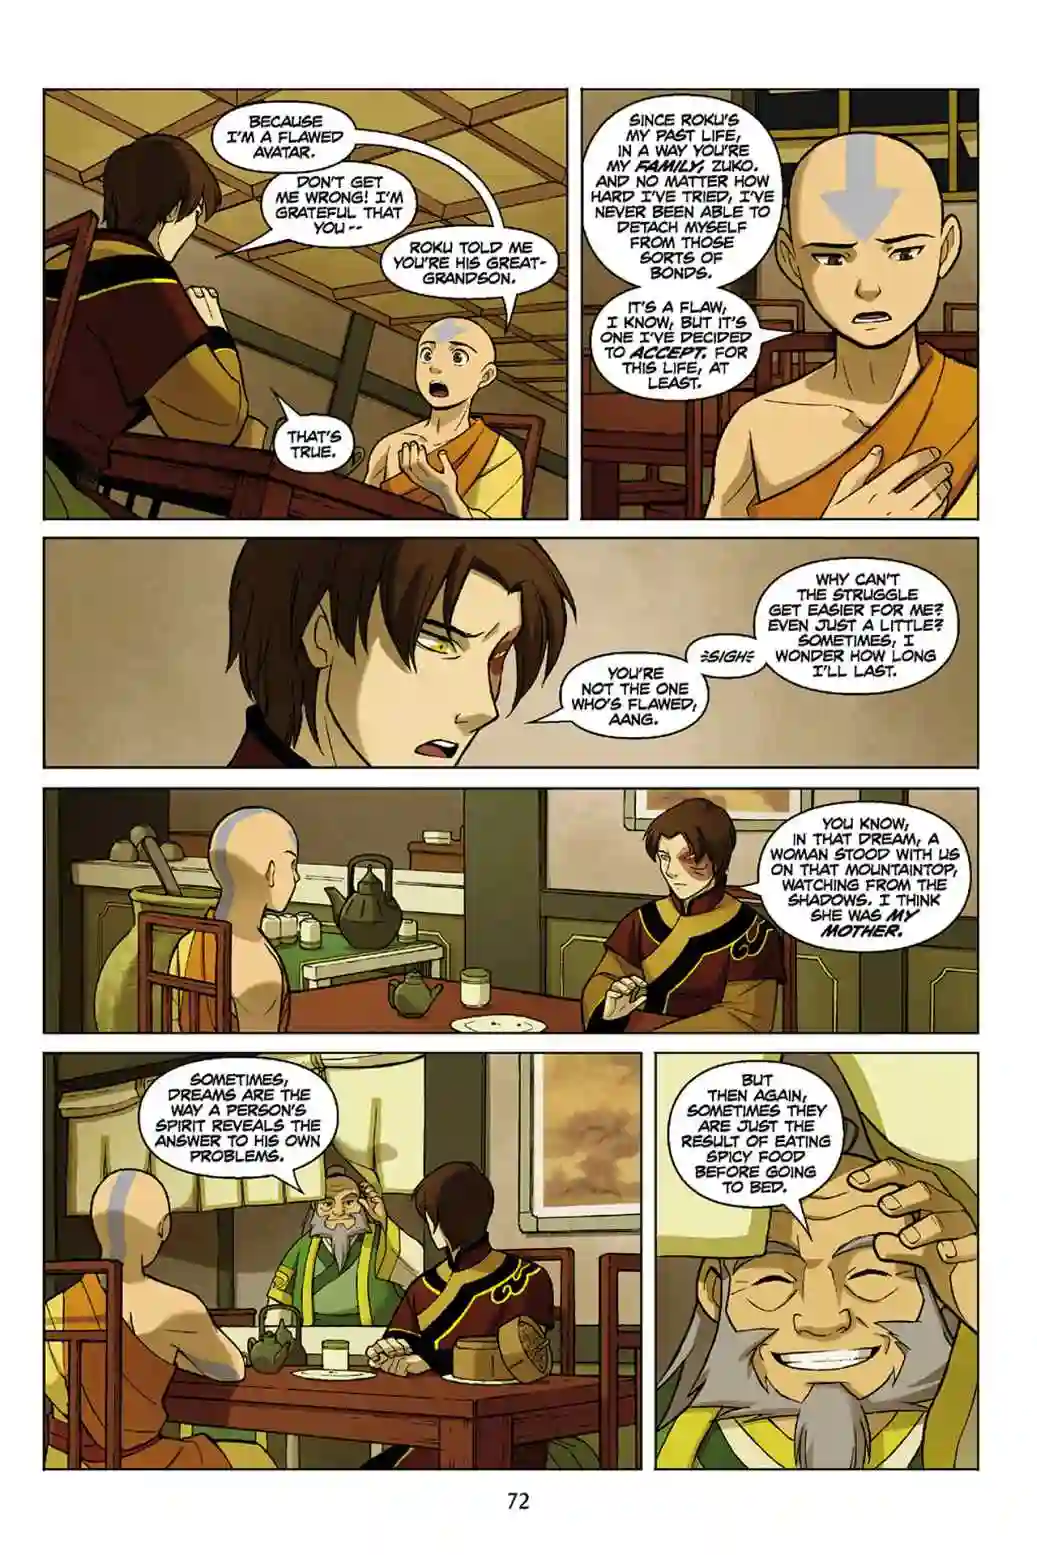 BECAUSE
I'M A FLAWED
AVATAR.
DON'T GET
ME WRONG! I'M
GRATEFUL THAT
YOU --
ROKU TOLD ME
YOU'RE HIS GREAT-
GRANDSON.
THAT'S
TRUE.
SINCE ROKU'S
MY PAST LIFE,
IN A WAY YOU'RE
MY FAMILY, ZUKO.
AND NO MATTER HOW
HARD I'VE TRIED, I'VE
NEVER BEEN ABLE TO
DETACH MYSELF
FROM THOSE
SORTS OF
BONDS.
IT'S A FLAW,
I KNOW, BUT IT'S
ONE I'VE DECIDED
TO ACCEPT. FOR
THIS LIFE, AT
LEAST.
YOU'RE
NOT THE ONE
WHO'S FLAWED,
AANG.
SIGH
WHY CAN'T
THE STRUGGLE
GET EASIER FOR ME?
EVEN JUST A LITTLE?
SOMETIMES, I
WONDER HOW LONG
I'LL LAST.
YOU KNOW,
IN THAT DREAM, A
WOMAN STOOD WITH US
ON THAT MOUNTAINTOP,
WATCHING FROM THE
SHADOWS. I THINK
SHE WAS MY
MOTHER.
SOMETIMES,
DREAMS ARE THE
WAY A PERSON'S
SPIRIT REVEALS THE
ANSWER TO HIS OWN
PROBLEMS.
BUT
THEN AGAIN,
SOMETIMES THEY
ARE JUST THE
RESULT OF EATING
SPICY FOOD
BEFORE GOING
TO BED.
72